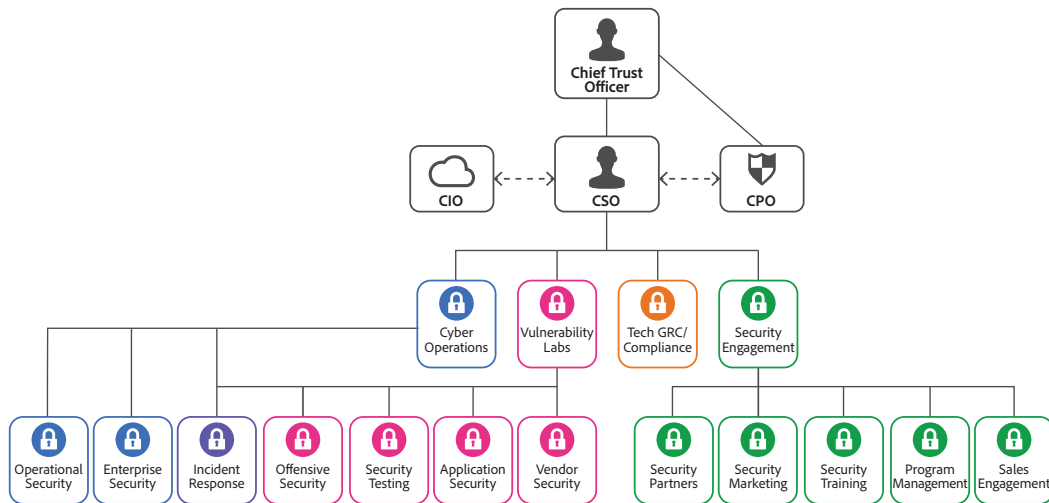 Chief Trust
Officer
CIO
CSO
CPO
Cyber
Operations
Vulnerability
Labs
Tech GRC/
Compliance
Security
Engagement
Operational
Security
Enterprise
Security
Incident
Response
Offensive
Security
Security
Testing
Application
Security
Vendor
Security
Security
Partners
Security
Marketing
Security
Training
Program
Management
Sales
Engagement